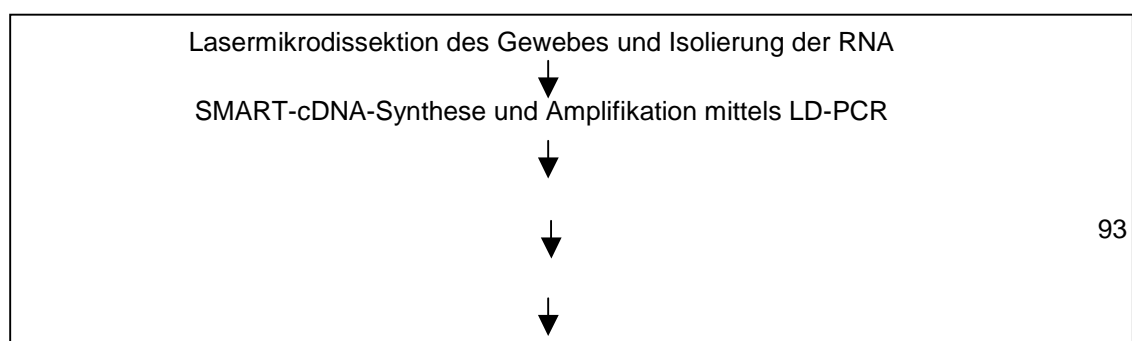 Lasermikrodissektion des Gewebes und Isolierung der RNA
SMART-cDNA-Synthese und Amplifikation mittels LD-PCR
93